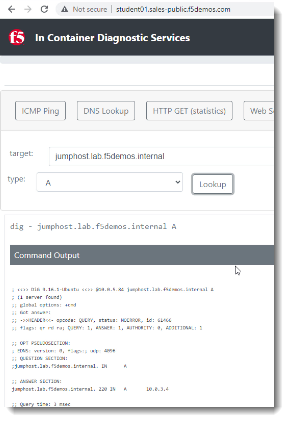 Not secure | student01.sales-public.f5demos.com
f5 In Container Diagnostic Services
ICMP Ping DNS Lookup HTTP GET (statistics) Web S
target: jumphost.lab.f5demos.internal
type: A Lookup
dig - jumphost.lab.f5demos.internal A
Command Output
; <<>> DiG 9.16.1-Ubuntu <<>> @10.0.5.84 jumphost.lab.f5demos.internal A
; (1 server found)
;; global options: +cmd
;; Got answer:
;; ->>HEADER<<- opcode: QUERY, status: NOERROR, id: 61466
;; flags: qr rd ra; QUERY: 1, ANSWER: 1, AUTHORITY: 0, ADDITIONAL: 1
;; OPT PSEUDOSECTION:
; EDNS: version: 0, flags:; udp: 4096
;; QUESTION SECTION:
;jumphost.lab.f5demos.internal. IN A
;; ANSWER SECTION:
jumphost.lab.f5demos.internal. 220 IN A 10.0.3.4
;; Query time: 3 msec